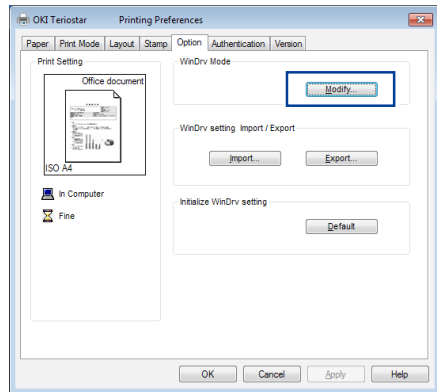 OKI Teriostar Printing Preferences
Paper Print Mode Layout Stamp Option Authentication Version
Print Setting
Office document
ISO A4
In Computer
Fine
WinDrv Mode
Modify...
WinDrv setting Import / Export
Import... Export...
Initialize WinDrv setting
Default
OK Cancel Apply Help